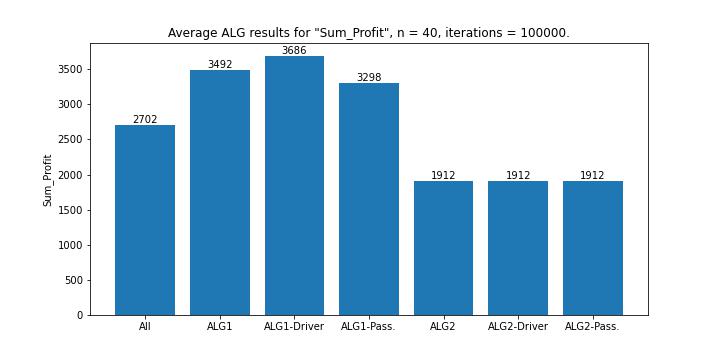 Average ALG results for "Sum_Profit", n = 40, iterations = 100000.
Sum_Profit
3500
3000
2500
2000
1500
1000
500
0
2702
3492
3686
3298
1912
1912
1912
All
ALG1
ALG1-Driver
ALG1-Pass.
ALG2
ALG2-Driver
ALG2-Pass.